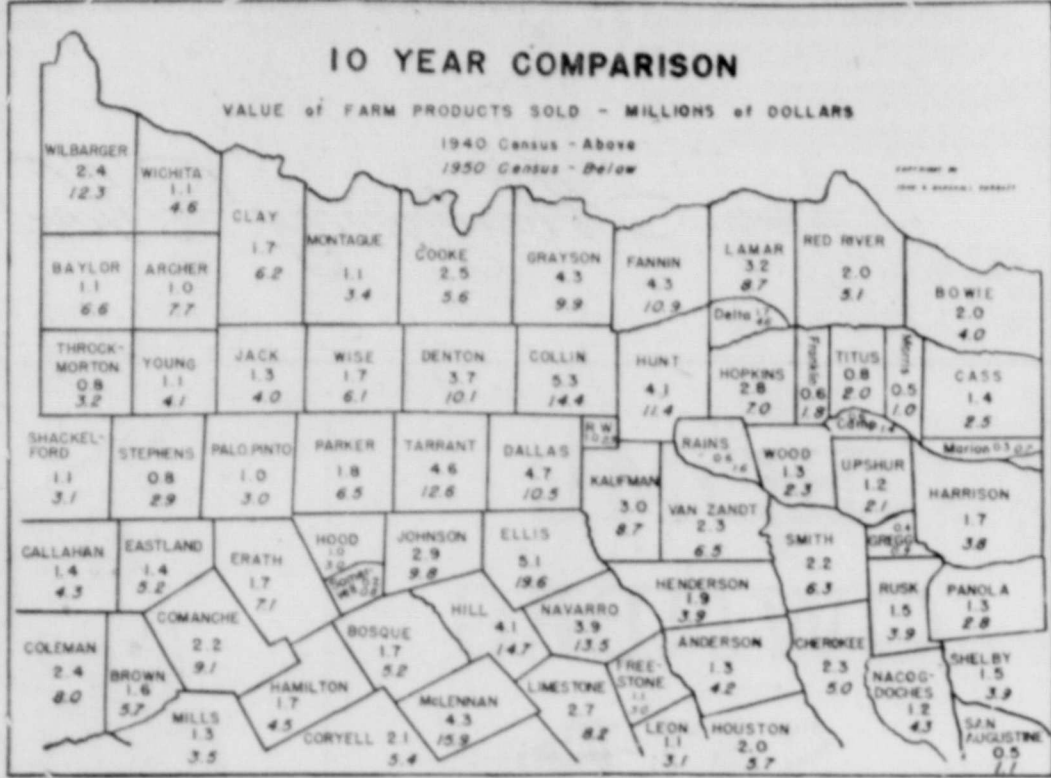 10 YEAR COMPARISON
VALUE of FARM PRODUCTS SOLD - MILLIONS of DOLLARS
1940 Census - Above
1950 Census - Below
WILBARGER
2.4
12.3
WICHITA
1.1
4.6
CLAY
1.7
6.2
MONTAGUE
1.1
3.4
COOKE
2.5
5.6
GRAYSON
4.3
9.9
FANNIN
4.3
10.9
LAMAR
3.2
8.7
RED RIVER
2.0
5.1
BOWIE
2.0
4.0
BAYLOR
1.1
6.6
ARCHER
1.0
7.7
Delta
THROCK-
MORTON
0.8
3.2
YOUNG
1.1
4.1
JACK
1.3
4.0
WISE
1.7
6.1
DENTON
3.7
10.1
COLLIN
5.3
14.4
HUNT
4.1
11.4
HOPKINS
2.8
7.0
Franklin
0.6
1.8
TITUS
0.8
2.0
Morris
0.5
1.0
CASS
1.4
2.5
SHACKEL-
FORD
1.1
3.1
STEPHENS
0.8
2.9
PALO PINTO
1.0
3.0
PARKER
1.8
6.5
TARRANT
4.6
12.6
DALLAS
4.7
10.5
R.W.
KAUFMAN
3.0
8.7
RAINS
0.6
1.6
VAN ZANDT
2.3
6.5
WOOD
1.3
2.3
Camp
UPSHUR
1.2
2.1
Marion 0.3 0.7
HARRISON
1.7
3.8
GREGG
CALLAHAN
1.4
4.3
EASTLAND
1.4
5.2
ERATH
1.7
7.1
HOOD
1.0
3.0
JOHNSON
2.9
9.8
ELLIS
5.1
19.6
HENDERSON
1.9
3.9
SMITH
2.2
6.3
RUSK
1.5
3.9
PANOLA
1.3
2.8
COLEMAN
2.4
8.0
BROWN
1.6
5.7
COMANCHE
2.2
9.1
MILLS
1.3
3.5
HAMILTON
1.7
4.5
BOSQUE
1.7
5.2
CORYELL 2.1
5.4
HILL
4.1
14.7
McLENNAN
4.3
15.9
NAVARRO
3.9
13.5
LIMESTONE
2.7
8.2
FREE-
STONE
1.1
3.0
ANDERSON
1.3
4.2
LEON
1.1
3.1
HOUSTON
2.0
5.7
CHEROKEE
2.3
5.0
NACOG-
DOCHES
1.2
4.3
SHELBY
1.5
3.9
SAN
AUGUSTINE
0.5
1.1